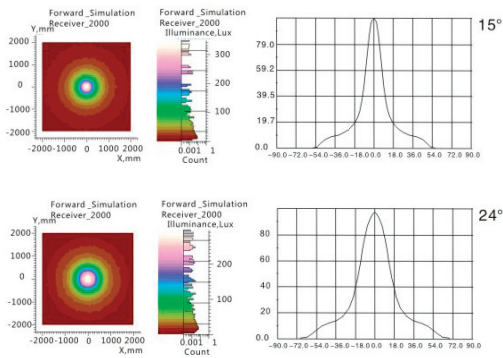 Forward_Simulation
Receiver_2000
Y,mm
2000
1000
0
-1000
-2000
-2000-1000 0 1000 2000
X,mm
Forward_Simulation
Receiver_2000
Illuminance,Lux
300
200
100
0.001 1
Count
79.0
59.2
39.5
19.7
0.0
-90.0-72.0-54.0-36.0-18.00.0 18.0 36.0 54.0 72.0 90.0
15°
Forward_Simulation
Receiver_2000
Y,mm
2000
1000
0
-1000
-2000
-2000-1000 0 1000 2000
X,mm
Forward_Simulation
Receiver_2000
Illuminance,Lux
200
100
0.001 1
Count
80
60
40
20
0.0
-90.0-72.0-54.0-36.0-18.00.0 18.0 36.0 54.0 72.0 90.0
24°